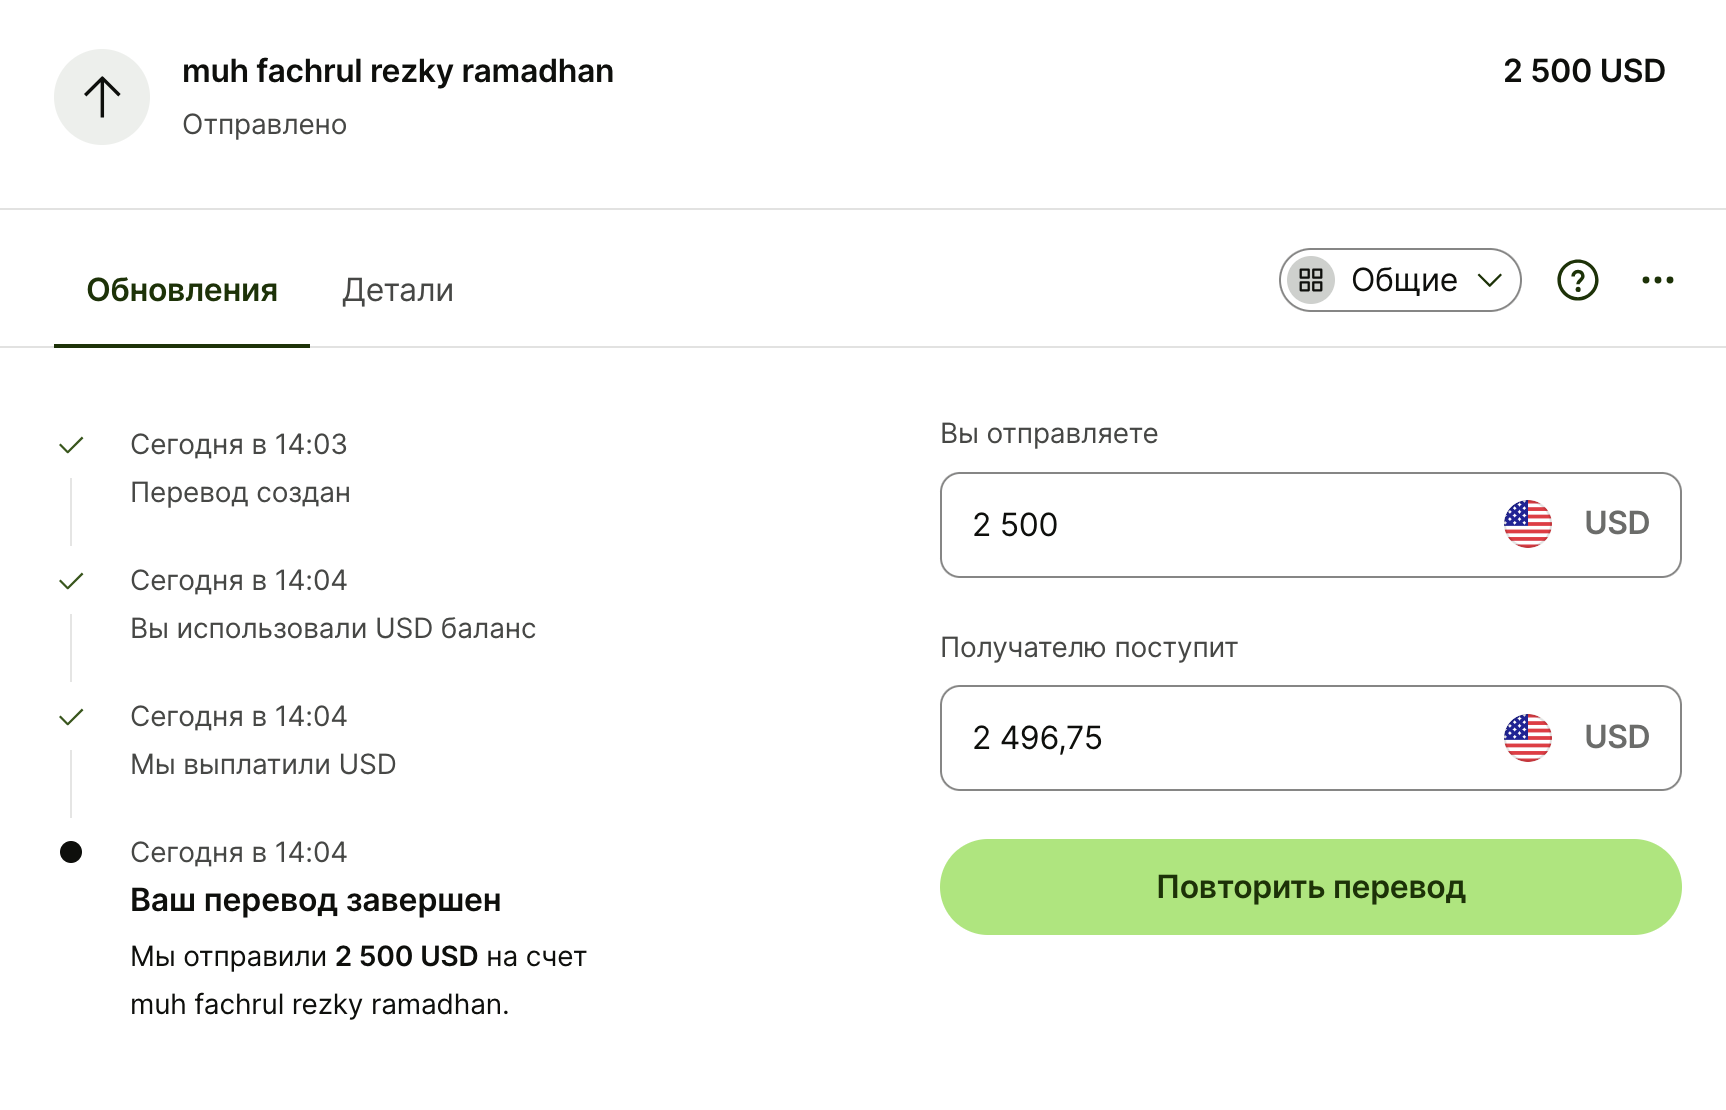 muh fachrul rezky ramadhan
2 500 USD
Отправлено
Обновления
Детали
Общие
Сегодня в 14:03
Перевод создан
Сегодня в 14:04
Вы использовали USD баланс
Сегодня в 14:04
Мы выплатили USD
Сегодня в 14:04
Ваш перевод завершен
Мы отправили 2 500 USD на счет
muh fachrul rezky ramadhan.
Вы отправляете
2 500 USD
Получателю поступит
2 496,75 USD
Повторить перевод